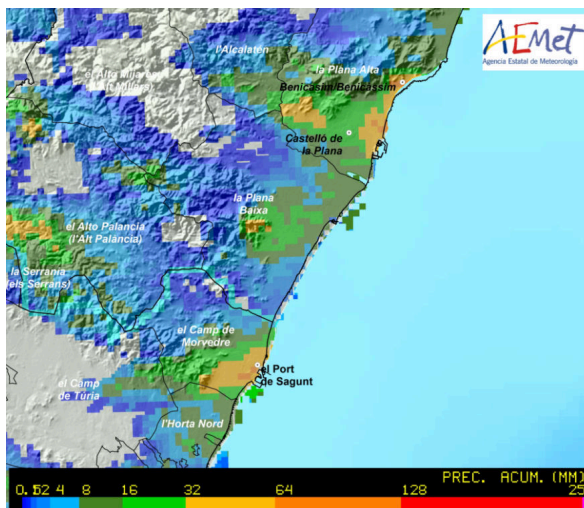 AEMet
Agencia Estatal de Meteorología
l'Alcalatén
el Alto Mijares
(l'Alt Millars)
la Plana Alta
Benicasim/Benicàssim
Castelló de
la Plana
la Plana
Baixa
el Alto Palancia
(l'Alt Palància)
la Serranía
(els Serrans)
el Camp de
Morvedre
el Port
de Sagunt
el Camp
de Túria
l'Horta Nord
PREC. ACUM. (MM)
0.5 2 4 8 16 32 64 128 25